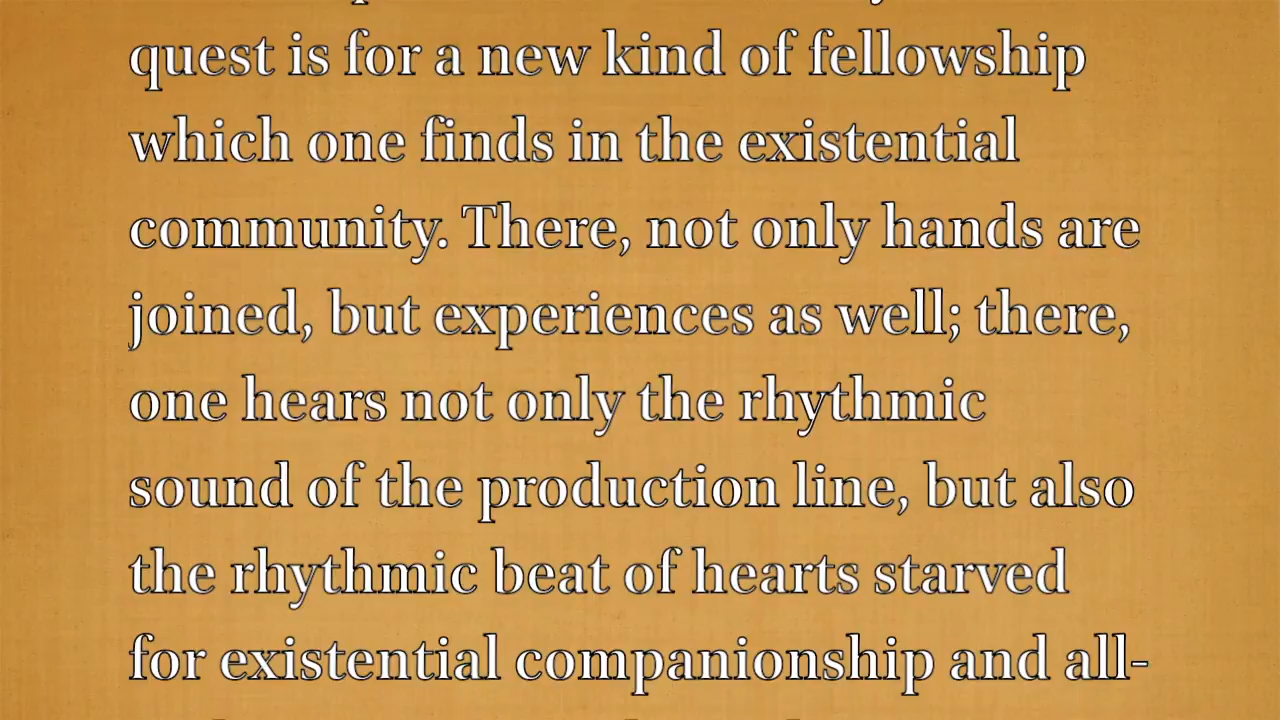 quest is for a new kind of fellowship
which one finds in the existential
community. There, not only hands are
joined, but experiences as well; there,
one hears not only the rhythmic
sound of the production line, but also
the rhythmic beat of hearts starved
for existential companionship and all-